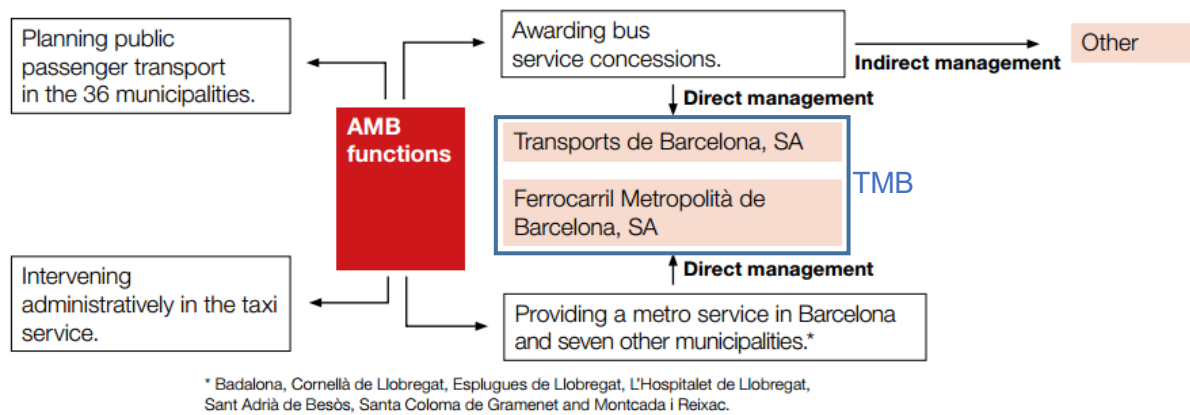 Planning public
passenger transport
in the 36 municipalities.
Awarding bus
service concessions.
Indirect management
Other
Direct management
AMB
functions
Transports de Barcelona, SA
Ferrocarril Metropolità de
Barcelona, SA
TMB
Direct management
Intervening
administratively in the taxi
service.
Providing a metro service in Barcelona
and seven other municipalities.*
* Badalona, Cornellà de Llobregat, Esplugues de Llobregat, L'Hospitalet de Llobregat,
Sant Adrià de Besòs, Santa Coloma de Gramenet and Montcada i Reixac.